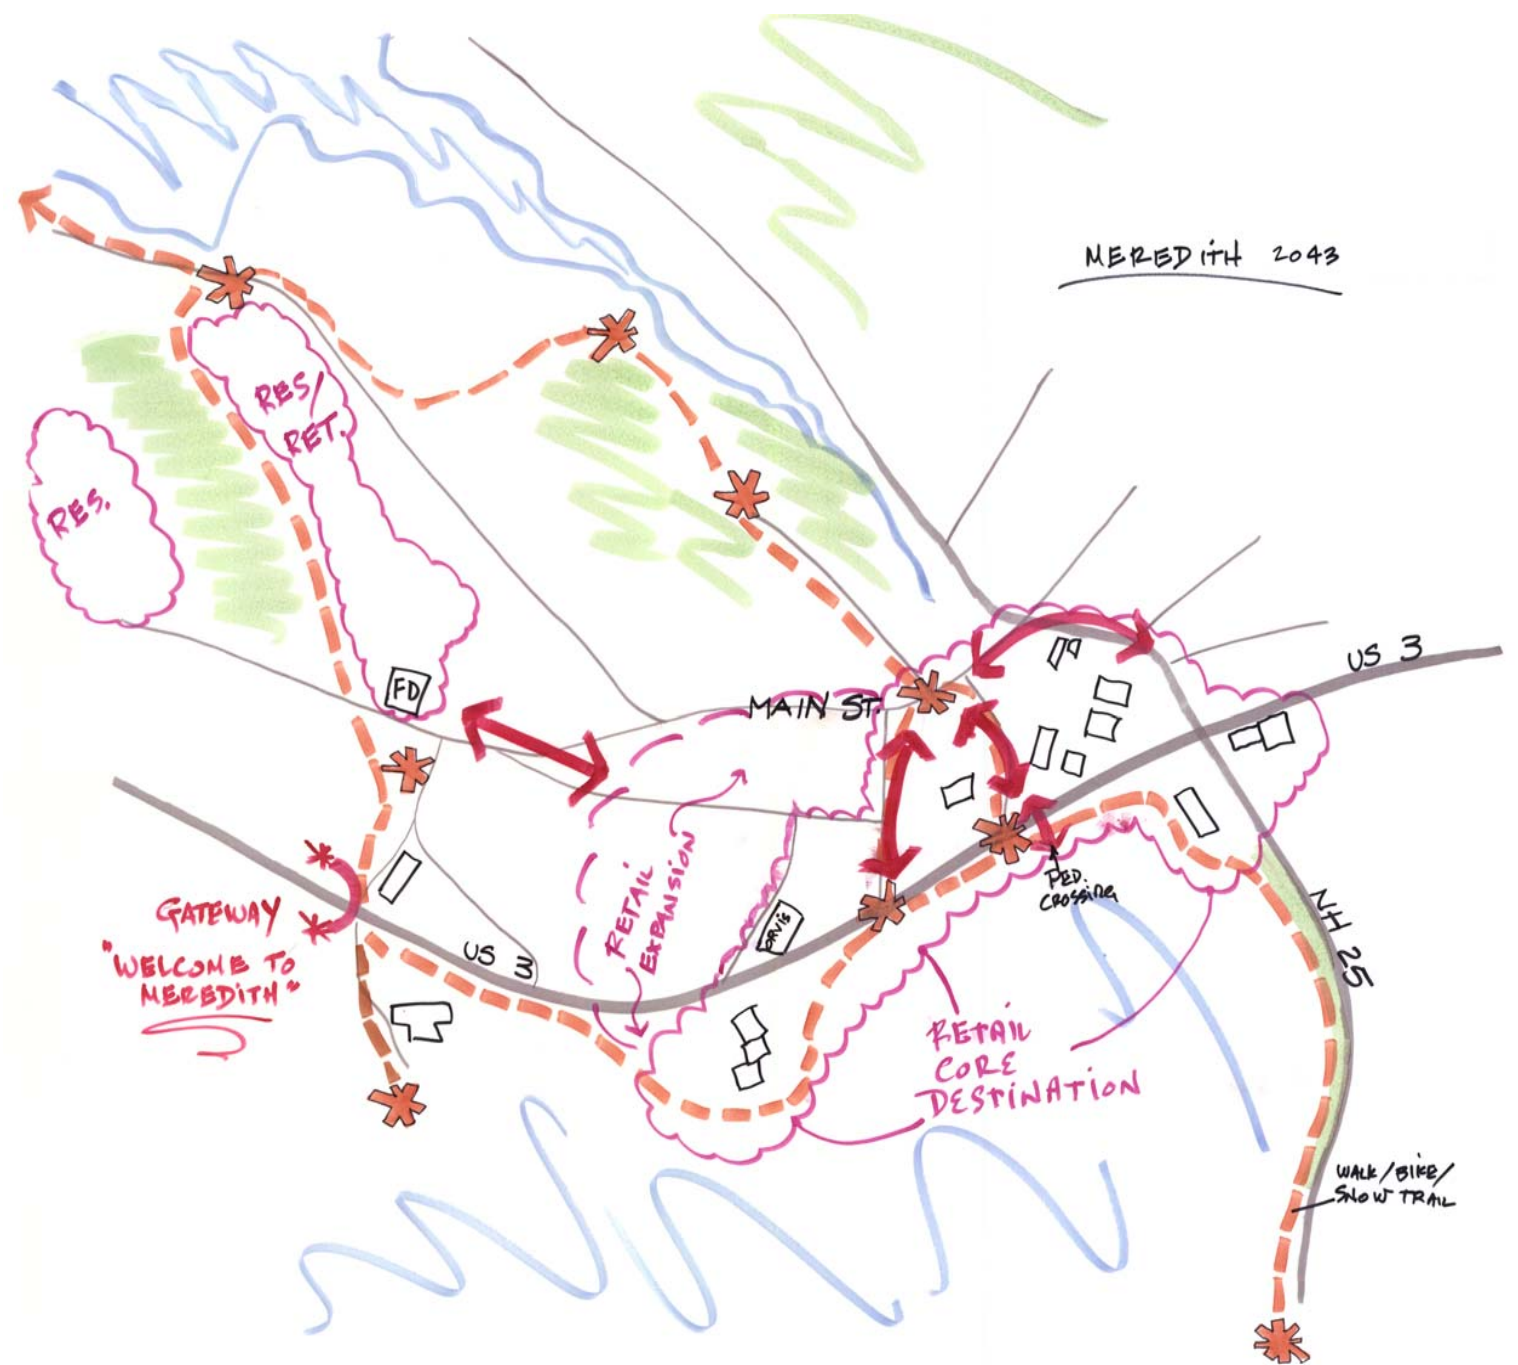 MEREDITH 2043
RES/
RET.
RES.
FD
MAIN ST.
US 3
RETAIL
EXPANSION
ORVIS
PED.
CROSSING
GATEWAY
"WELCOME TO
MEREDITH"
US 3
NH 25
RETAIL
CORE
DESTINATION
WALK/BIKE/
SNOW TRAIL